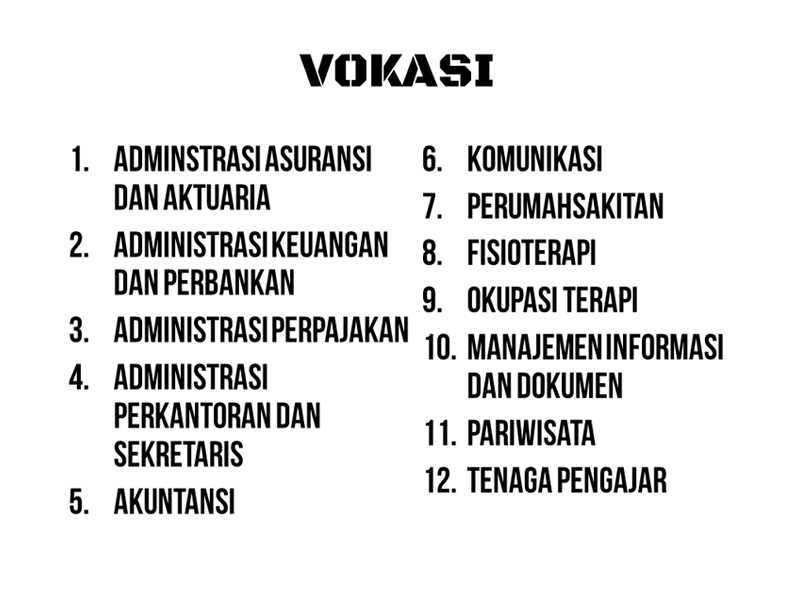 VOKASI
1. ADMINSTRASI ASURANSI
DAN AKTUARIA
2. ADMINISTRASI KEUANGAN
DAN PERBANKAN
3. ADMINISTRASI PERPAJAKAN
4. ADMINISTRASI
PERKANTORAN DAN
SEKRETARIS
5. AKUNTANSI
6. KOMUNIKASI
7. PERUMAHSAKITAN
8. FISIOTERAPI
9. OKUPASI TERAPI
10. MANAJEMEN INFORMASI
DAN DOKUMEN
11. PARIWISATA
12. TENAGA PENGAJAR